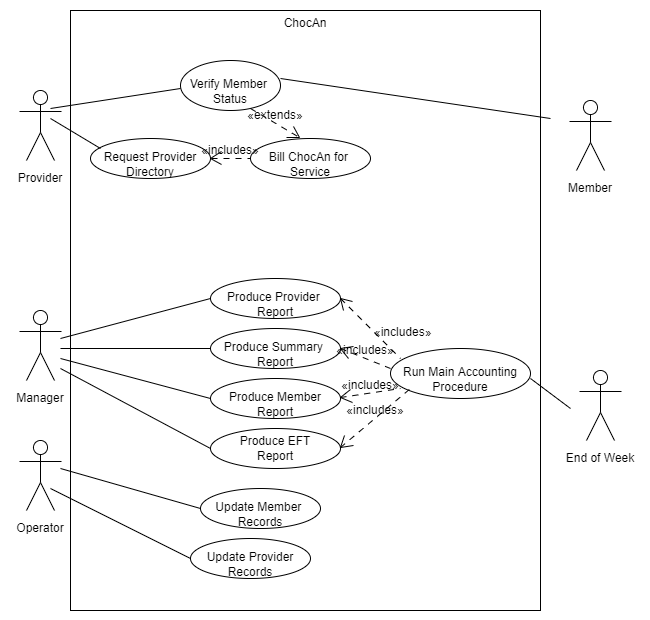 ChocAn
Verify Member
Status
«extends»
Request Provider
Directory
«includes»
Bill ChocAn for
Service
Provider
Member
Produce Provider
Report
«includes»
Produce Summary
Report
«includes»
Run Main Accounting
Procedure
Produce Member
Report
«includes»
«includes»
Manager
Produce EFT
Report
End of Week
Update Member
Records
Operator
Update Provider
Records